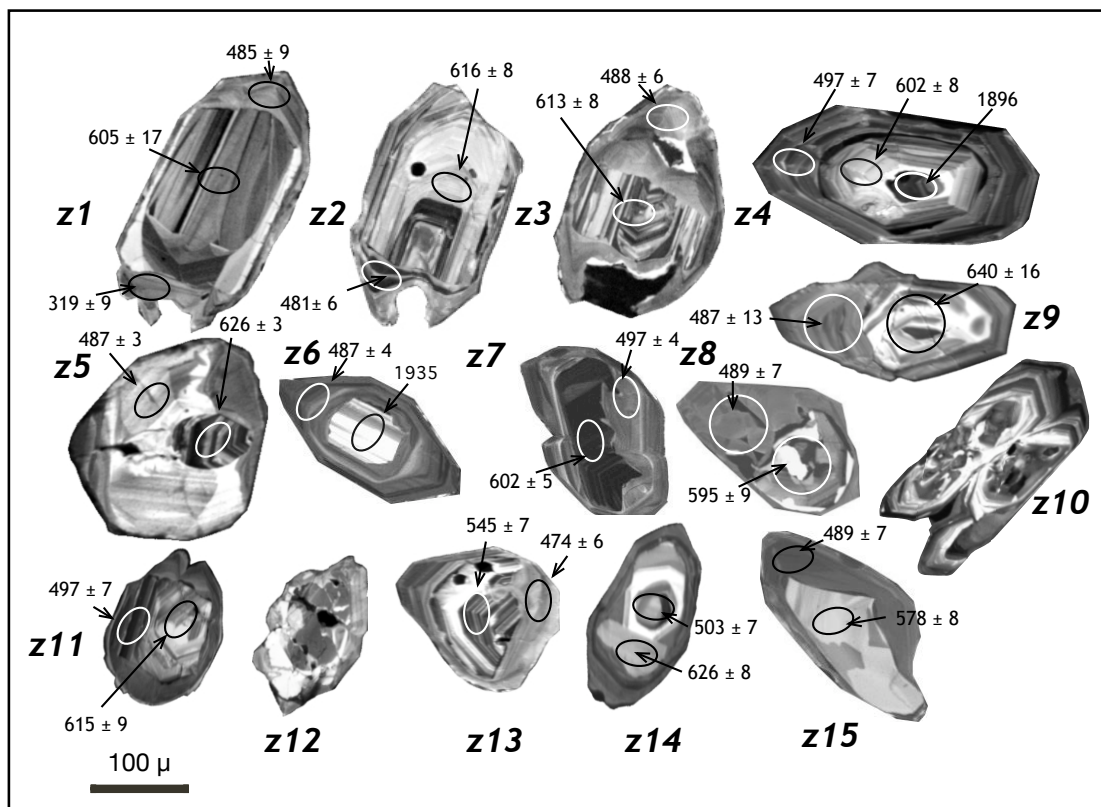 485 ± 9
616 ± 8
488 ± 6
497 ± 7
602 ± 8
1896
605 ± 17
613 ± 8
z1
z2
z3
z4
319 ± 9
481± 6
640 ± 16
487 ± 13
z9
487 ± 3
626 ± 3
z5
z6
487 ± 4
1935
z7
497 ± 4
z8
489 ± 7
602 ± 5
595 ± 9
z10
545 ± 7
474 ± 6
489 ± 7
497 ± 7
z11
503 ± 7
578 ± 8
626 ± 8
615 ± 9
z12
z13
z14
z15
100 µ